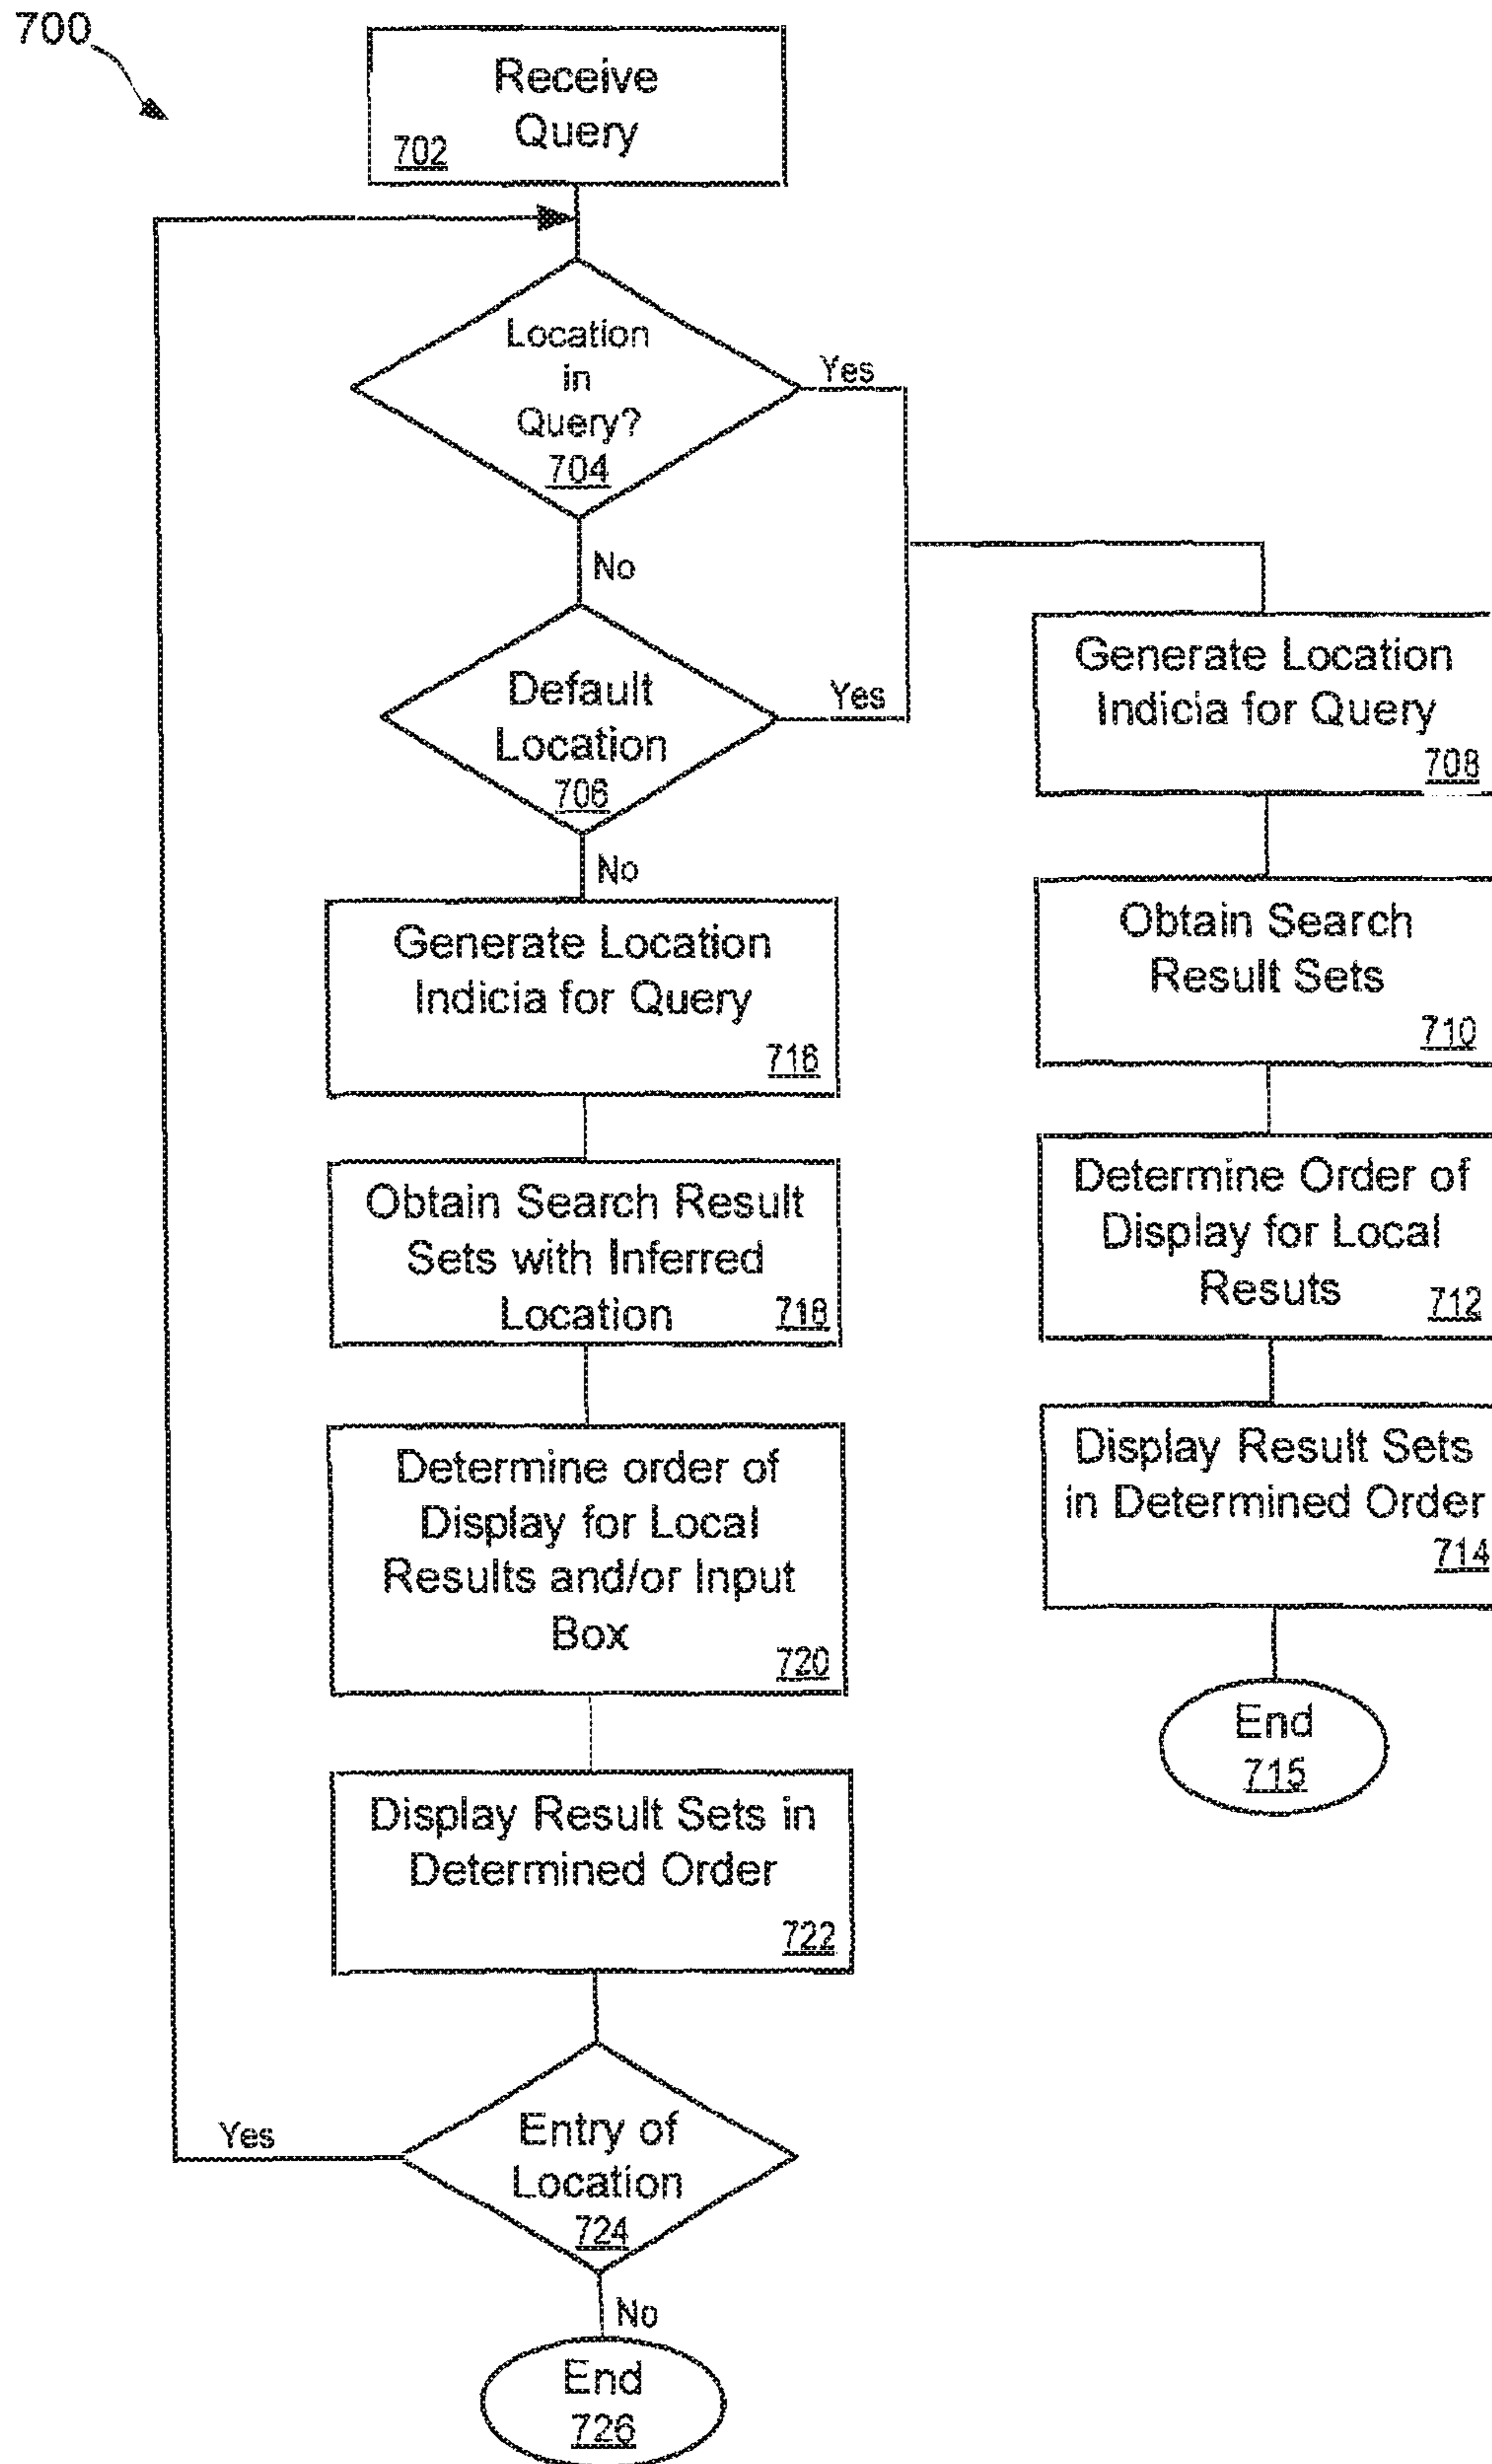 700
Receive
Query
702
Location
in
Query?
704
Yes
No
Default
Location
706
Yes
No
Generate Location
Indicia for Query
708
Obtain Search
Result Sets
710
Determine Order of
Display for Local
Resuts
712
Display Result Sets
in Determined Order
714
End
715
Generate Location
Indicia for Query
716
Obtain Search Result
Sets with Inferred
Location
718
Determine order of
Display for Local
Results and/or Input
Box
720
Display Result Sets in
Determined Order
722
Entry of
Location
724
Yes
No
End
726